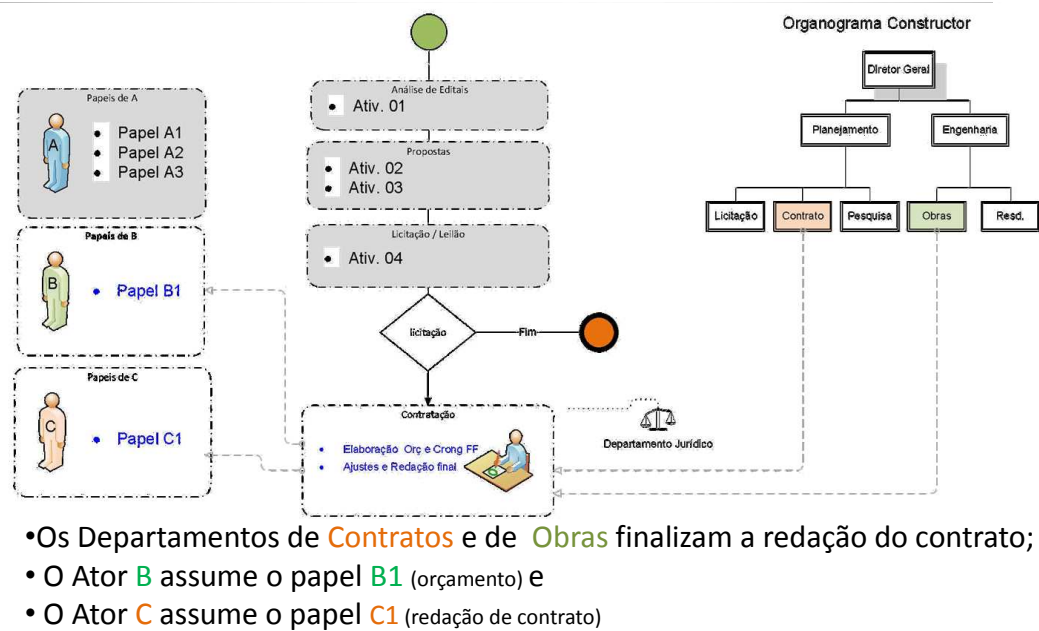 Organograma Constructor
Diretor Geral
Planejamento
Engenharia
Licitação
Contrato
Pesquisa
Obras
Resd.
Papeis de A
A
• Papel A1
• Papel A2
• Papel A3
Papeis de B
B
• Papel B1
Papeis de C
C
• Papel C1
Análise de Editais
• Ativ. 01
Propostas
• Ativ. 02
• Ativ. 03
Licitação / Leilão
• Ativ. 04
licitação
Fim
Contratação
• Elaboração Orç e Crong FF
• Ajustes e Redação final
Departamento Jurídico
•Os Departamentos de Contratos e de Obras finalizam a redação do contrato;
• O Ator B assume o papel B1 (orçamento) e
• O Ator C assume o papel C1 (redação de contrato)